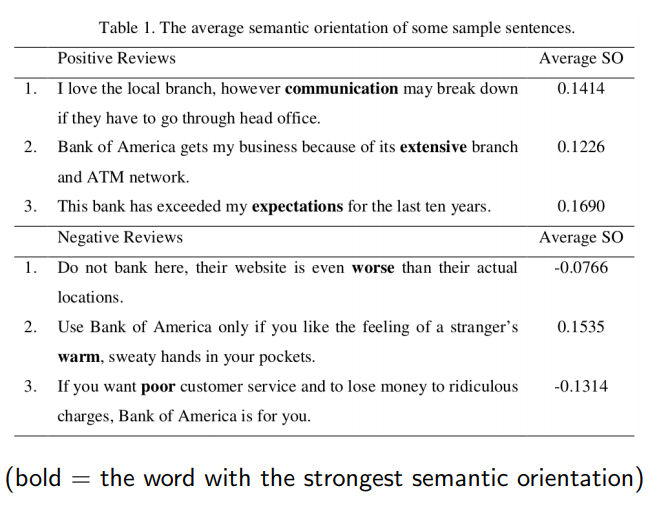 Table 1. The average semantic orientation of some sample sentences.
Positive Reviews Average SO
1. I love the local branch, however communication may break down 0.1414
if they have to go through head office.
2. Bank of America gets my business because of its extensive branch 0.1226
and ATM network.
3. This bank has exceeded my expectations for the last ten years. 0.1690
Negative Reviews Average SO
1. Do not bank here, their website is even worse than their actual -0.0766
locations.
2. Use Bank of America only if you like the feeling of a stranger's 0.1535
warm, sweaty hands in your pockets.
3. If you want poor customer service and to lose money to ridiculous -0.1314
charges, Bank of America is for you.
(bold = the word with the strongest semantic orientation)